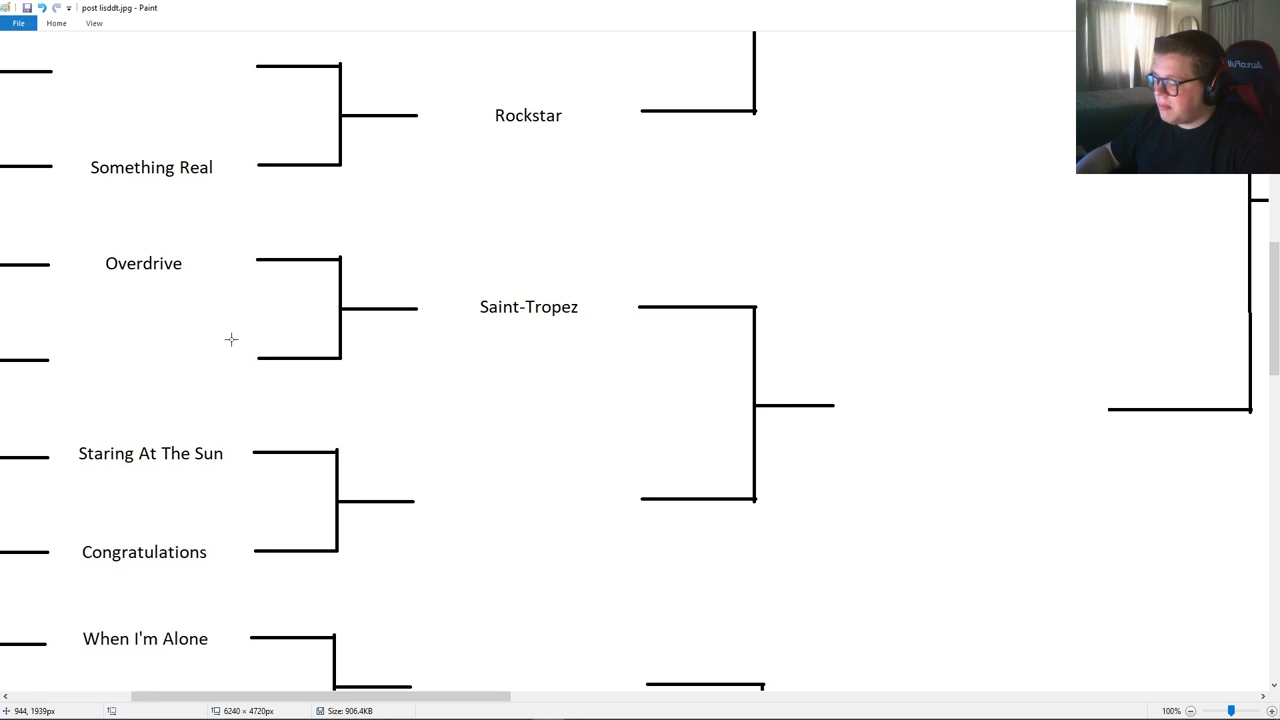 post lisddt.jpg - Paint
File
Home
View
Rockstar
Something Real
Overdrive
Saint-Tropez
Staring At The Sun
Congratulations
When I'm Alone
944, 1939px
6240 × 4720px
Size: 906.4KB
100%
AutoFull